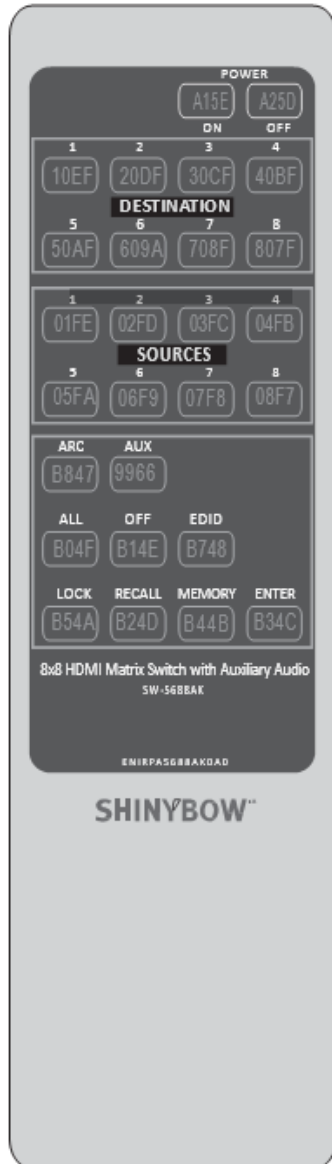 POWER
A15E A25D
ON OFF
1 2 3 4
10EF 20DF 30CF 40BF
DESTINATION
5 6 7 8
50AF 609A 708F 807F
1 2 3 4
01FE 02FD 03FC 04FB
SOURCES
5 6 7 8
05FA 06F9 07F8 08F7
ARC AUX
B847 9966
ALL OFF EDID
B04F B14E B748
LOCK RECALL MEMORY ENTER
B54A B24D B44B B34C
8x8 HDMI Matrix Switch with Auxiliary Audio
SW-5688AK
ENIRPA5688AK0AD
SHINYBOW